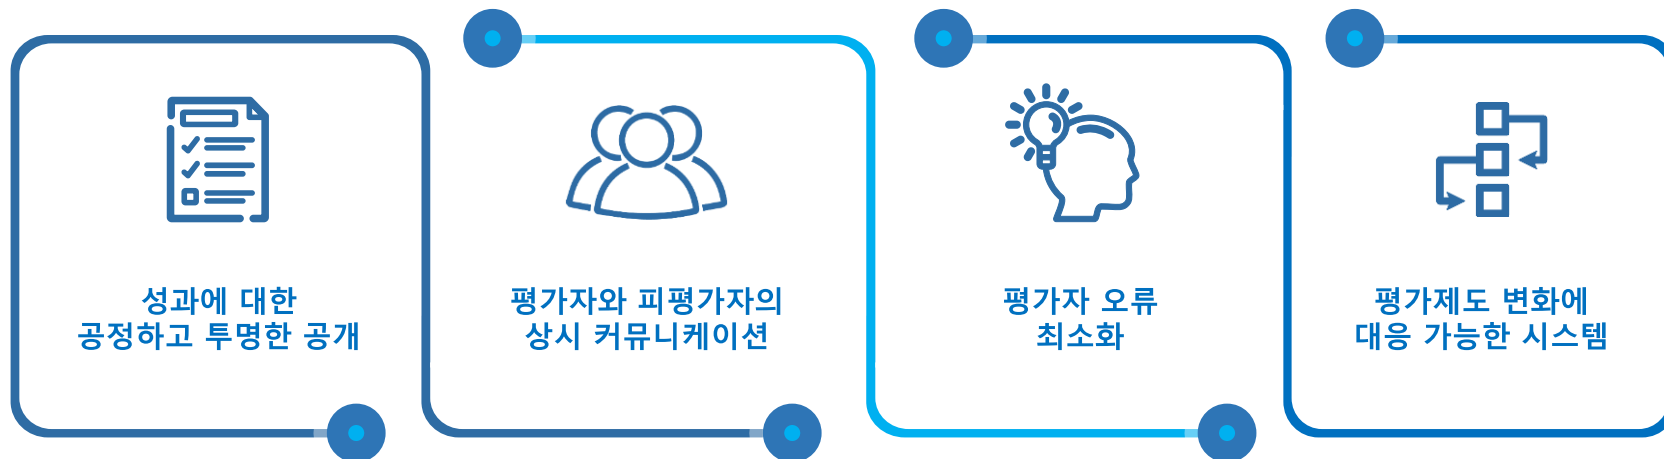 성과에 대한
공정하고 투명한 공개
평가자와 피평가자의
상시 커뮤니케이션
평가자 오류
최소화
평가제도 변화에
대응 가능한 시스템